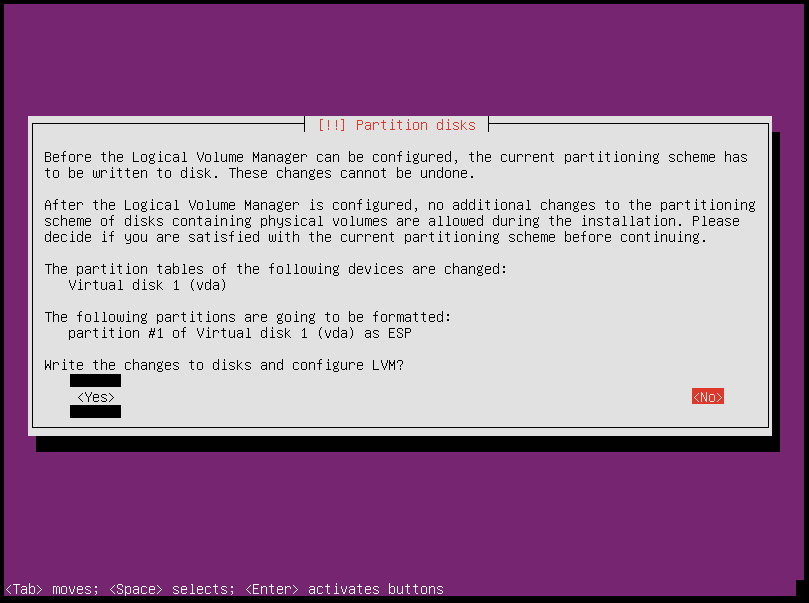 [!!] Partition disks
Before the Logical Volume Manager can be configured, the current partitioning scheme has
to be written to disk. These changes cannot be undone.
After the Logical Volume Manager is configured, no additional changes to the partitioning
scheme of disks containing physical volumes are allowed during the installation. Please
decide if you are satisfied with the current partitioning scheme before continuing.
The partition tables of the following devices are changed:
Virtual disk 1 (vda)
The following partitions are going to be formatted:
partition #1 of Virtual disk 1 (vda) as ESP
Write the changes to disks and configure LVM?
<Yes> <No>
<Tab> moves; <Space> selects; <Enter> activates buttons